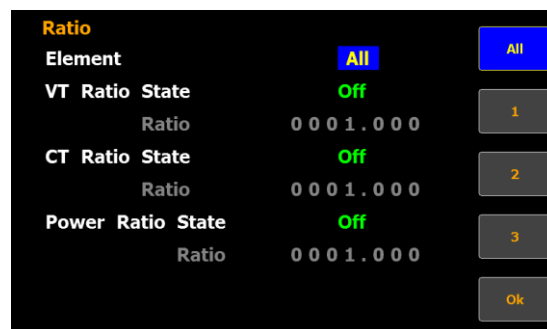 Ratio
Element All
VT Ratio State Off
Ratio 0001.000
CT Ratio State Off
Ratio 0001.000
Power Ratio State Off
Ratio 0001.000
All
1
2
3
Ok